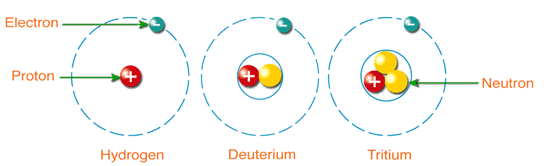 Electron
Proton
+
-
+
-
+
-
Neutron
Hydrogen
Deuterium
Tritium